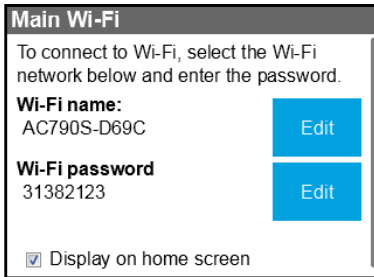 Main Wi-Fi
To connect to Wi-Fi, select the Wi-Fi
network below and enter the password.
Wi-Fi name:
AC790S-D69C
Edit
Wi-Fi password
31382123
Edit
Display on home screen